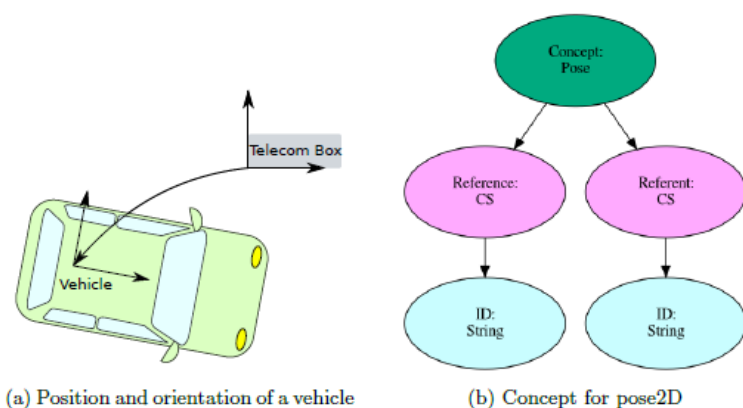 Telecom Box
Vehicle
(a) Position and orientation of a vehicle
Concept:
Pose
Reference:
CS
Referent:
CS
ID:
String
ID:
String
(b) Concept for pose2D